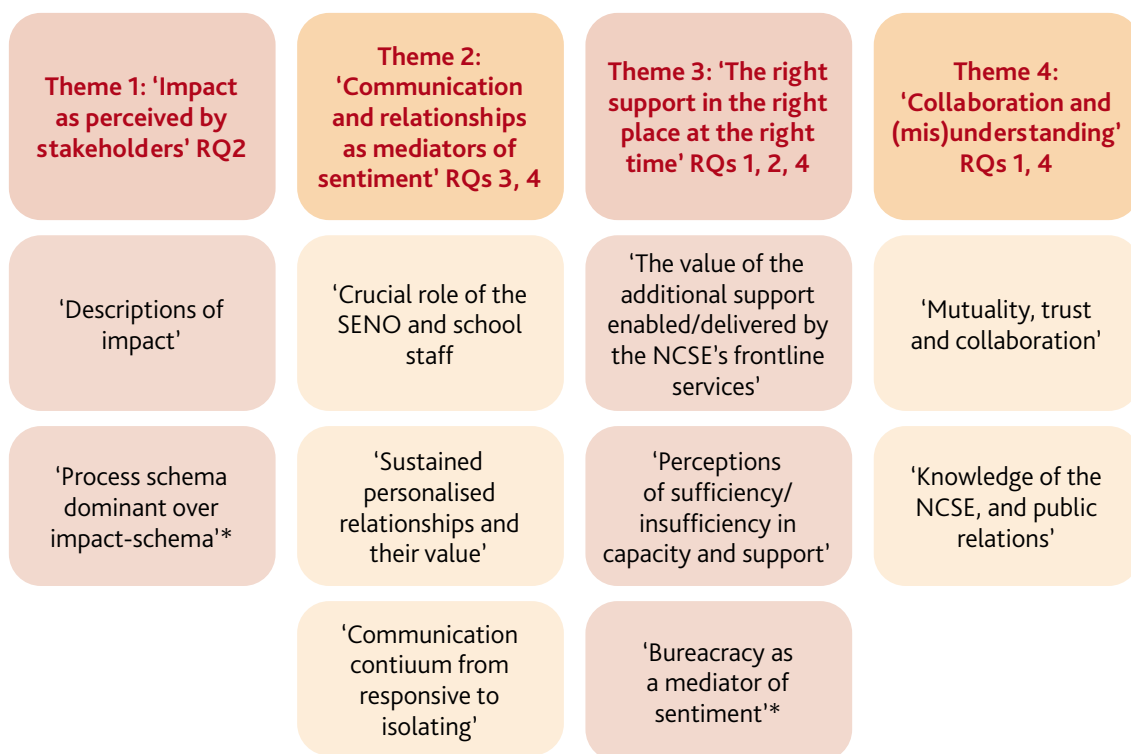 Theme 1: ‘Impact
as perceived by
stakeholders’ RQ2
Theme 2:
‘Communication
and relationships
as mediators of
sentiment’ RQs 3, 4
Theme 3: ‘The right
support in the right
place at the right
time’ RQs 1, 2, 4
Theme 4:
‘Collaboration and
(mis)understanding’
RQs 1, 4
‘Descriptions of
impact’
‘Crucial role of the
SENO and school
staff
‘The value of the
additional support
enabled/delivered by
the NCSE’s frontline
services’
‘Mutuality, trust
and collaboration’
‘Process schema
dominant over
impact-schema’*
‘Sustained
personalised
relationships and
their value’
‘Perceptions
of sufficiency/
insufficiency in
capacity and support’
‘Knowledge of the
NCSE, and public
relations’
‘Communication
contiuum from
responsive to
isolating’
‘Bureacracy as
a mediator of
sentiment’*